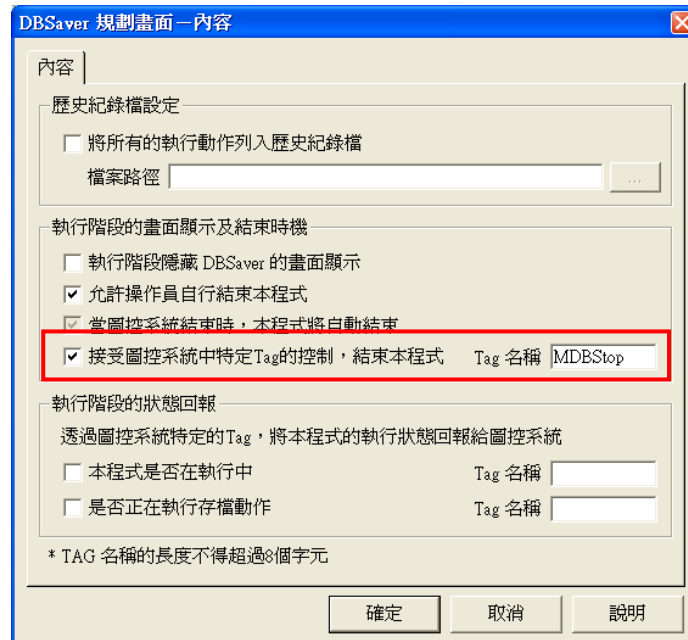 DBSaver 規劃畫面－內容
內容
歷史紀錄檔設定
將所有的執行動作列入歷史紀錄檔
檔案路徑 ...
執行階段的畫面顯示及結束時機
執行階段隱藏 DBSaver 的畫面顯示
允許操作員自行結束本程式
當圖控系統結束時，本程式將自動結束
接受圖控系統中特定Tag的控制，結束本程式 Tag 名稱 MDBStop
執行階段的狀態回報
透過圖控系統特定的Tag，將本程式的執行狀態回報給圖控系統
本程式是否在執行中 Tag 名稱
是否正在執行存檔動作 Tag 名稱
* TAG 名稱的長度不得超過8個字元
確定 取消 說明